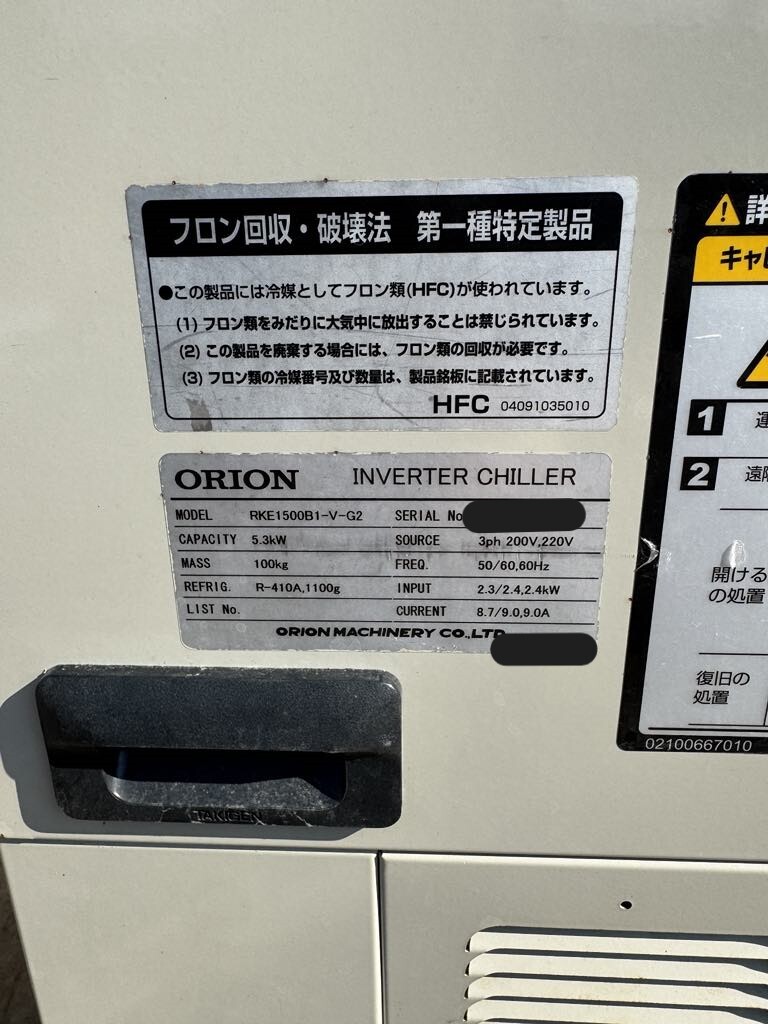 フロン回収・破壊法 第一種特定製品
●この製品には冷媒としてフロン類(HFC)が使われています。
(1) フロン類をみだりに大気中に放出することは禁じられています。
(2) この製品を廃棄する場合には、フロン類の回収が必要です。
(3) フロン類の冷媒番号及び数量は、製品銘板に記載されています。
HFC 04091035010
ORION INVERTER CHILLER
MODEL RKE1500B1-V-G2 SERIAL No
CAPACITY 5.3kW SOURCE 3ph 200V,220V
MASS 100kg FREQ. 50/60,60Hz
REFRIG. R-410A,1100g INPUT 2.3/2.4,2.4kW
LIST No. CURRENT 8.7/9.0,9.0A
ORION MACHINERY CO.,LTD
TAKIGEN
詳
キャビ
1 運
2 遠隔
開ける
の処置
復旧の
処置
02100667010